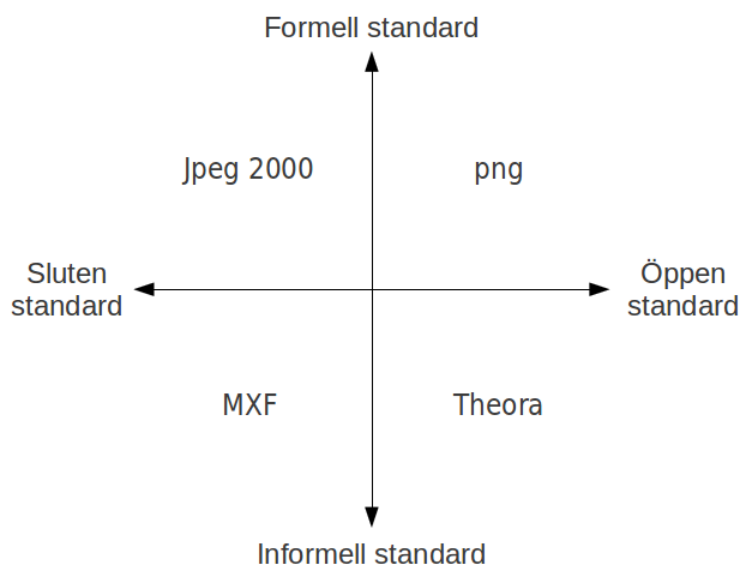 Formell standard
Jpeg 2000
png
Sluten
standard
Öppen
standard
MXF
Theora
Informell standard